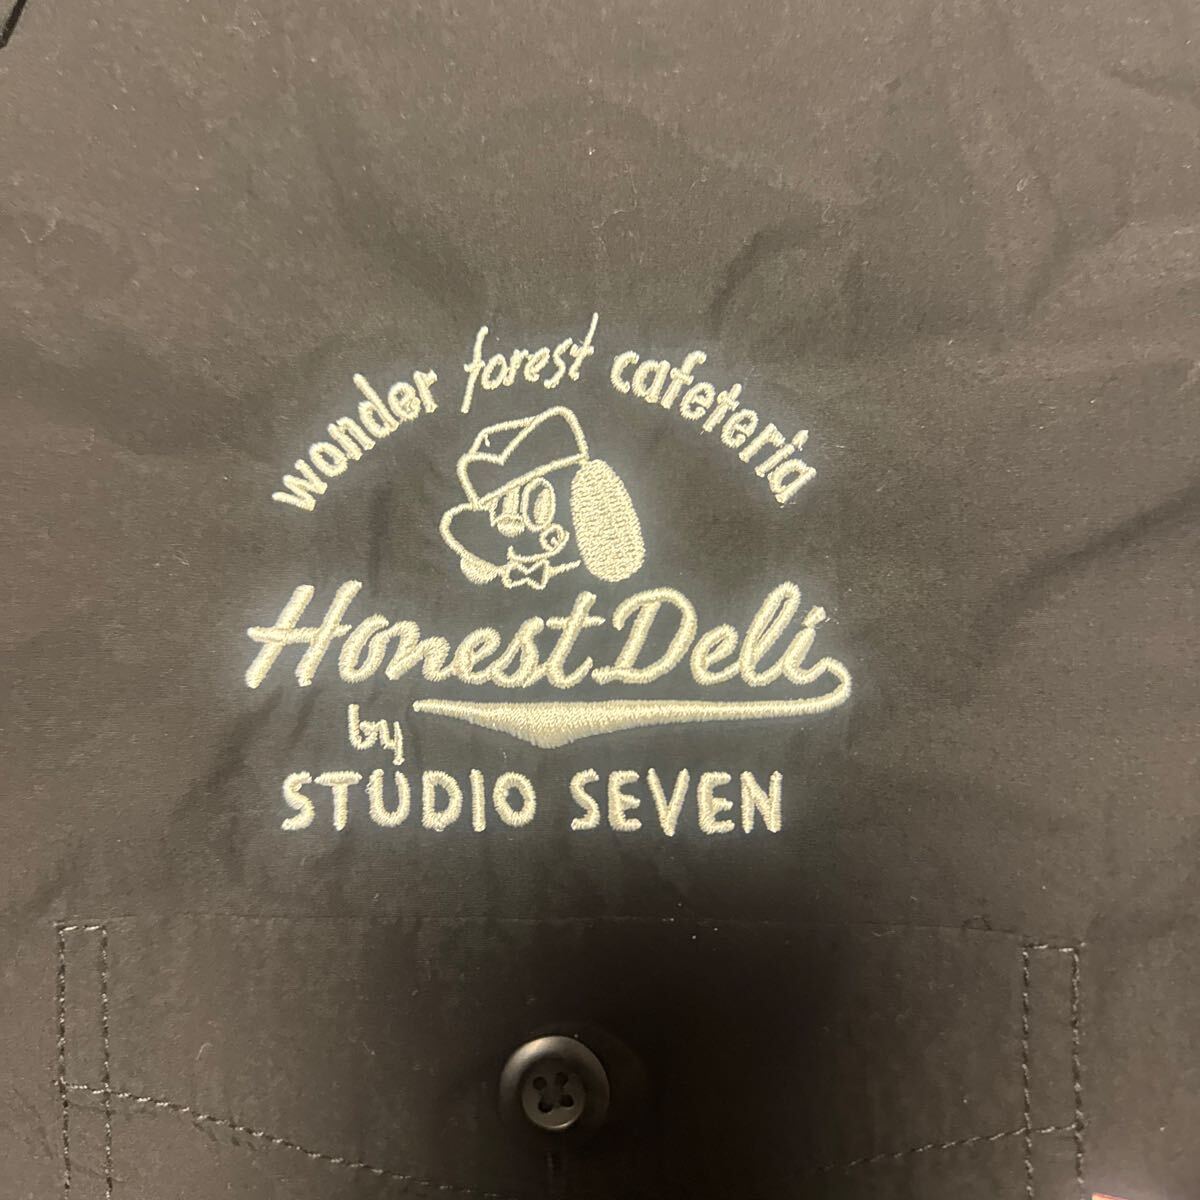 wonder forest cafeteria
Honest Deli
by
STUDIO SEVEN